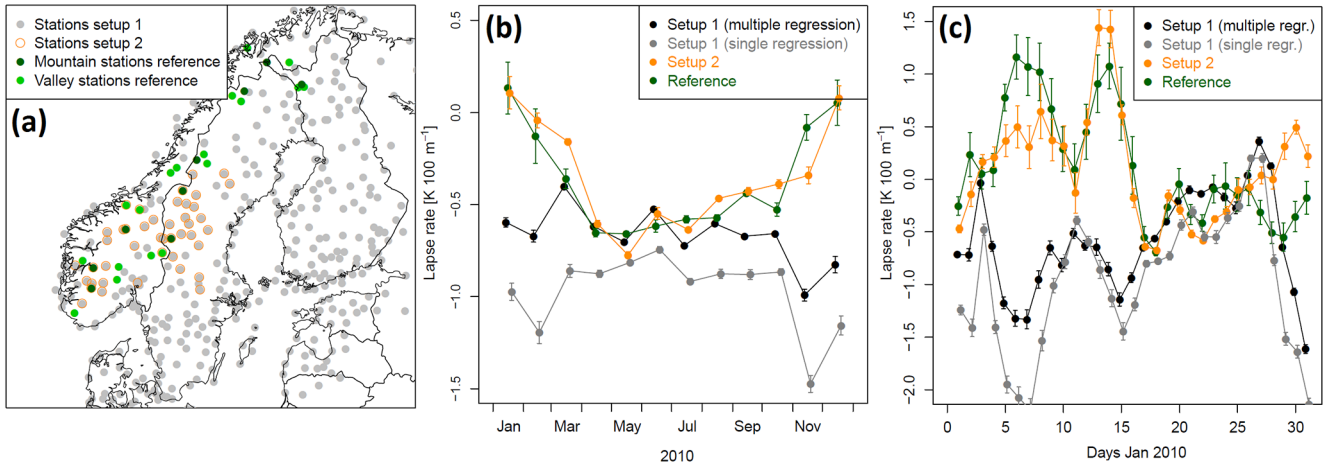 Stations setup 1
Stations setup 2
Mountain stations reference
Valley stations reference
(a)
(b)
Setup 1 (multiple regression)
Setup 1 (single regression)
Setup 2
Reference
Lapse rate [K 100 m⁻¹]
0.5
0.0
−0.5
−1.0
−1.5
Jan Mar May Jul Sep Nov
2010
(c)
Setup 1 (multiple regr.)
Setup 1 (single regr.)
Setup 2
Reference
Lapse rate [K 100 m⁻¹]
1.5
1.0
0.5
0.0
−0.5
−1.0
−1.5
−2.0
0 5 10 15 20 25 30
Days Jan 2010